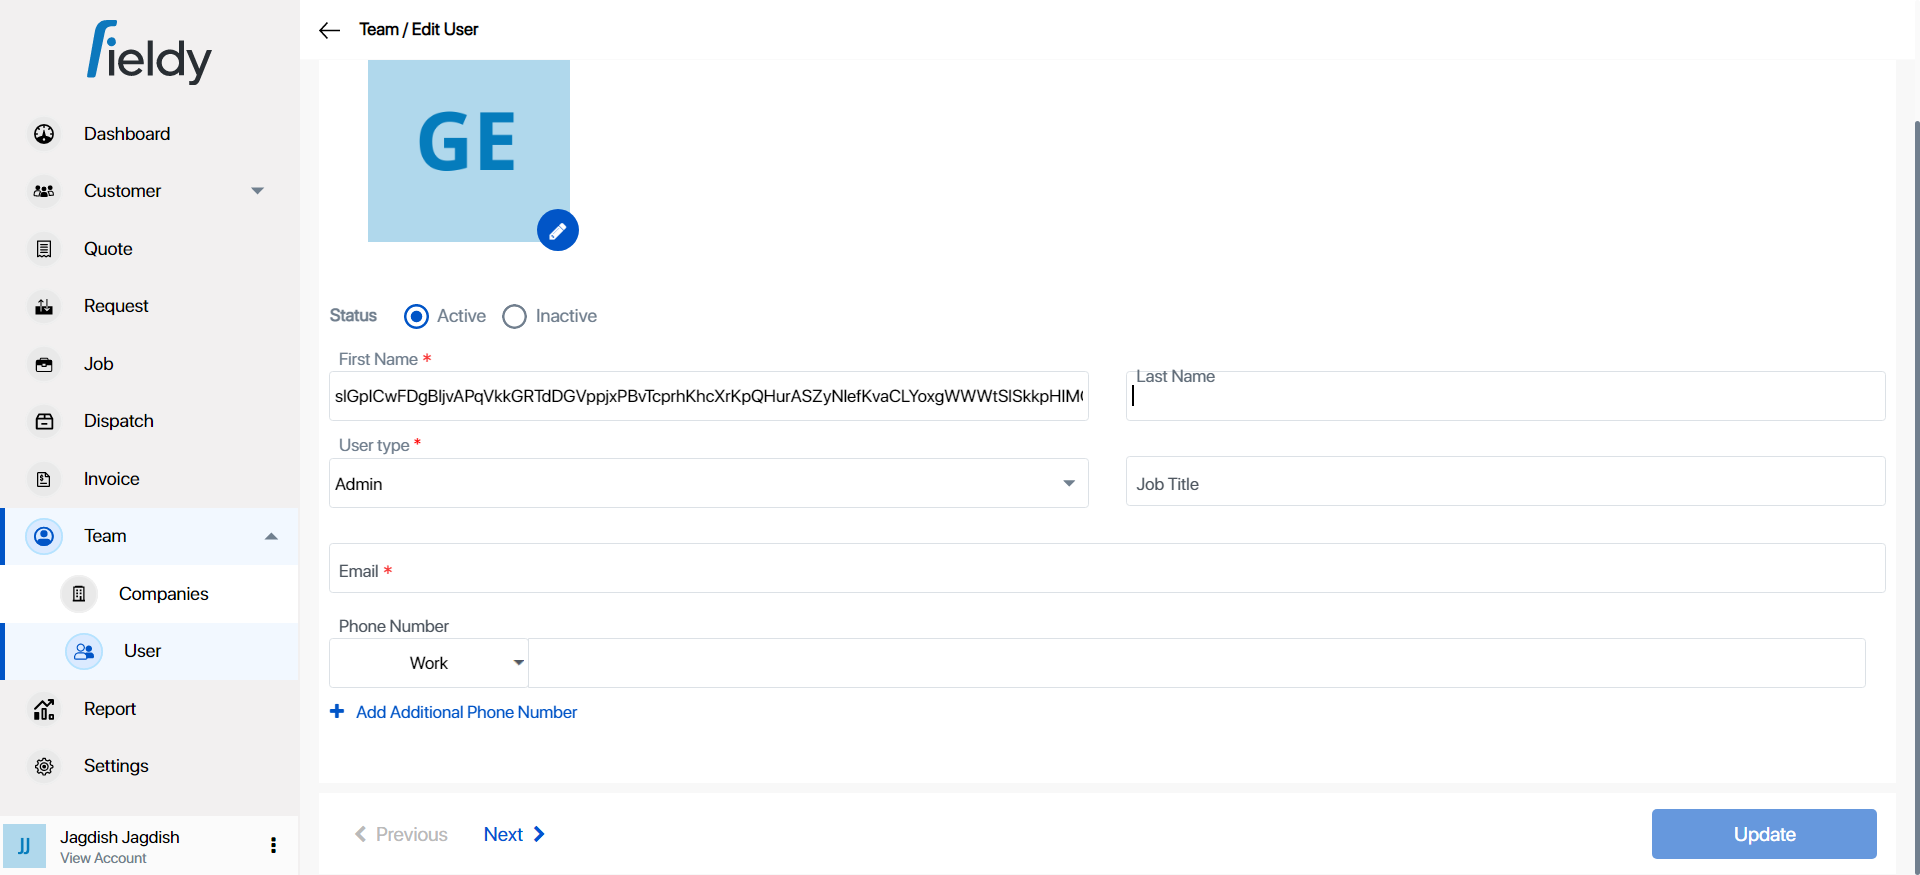 fieldy
Team / Edit User
GE
Dashboard
Customer
Quote
Request
Job
Dispatch
Invoice
Team
Companies
User
Report
Settings
JJ
Jagdish Jagdish
View Account
Status
Active
Inactive
First Name *
Last Name
User type *
Admin
Job Title
Email *
Phone Number
Work
Add Additional Phone Number
Previous
Next
Update